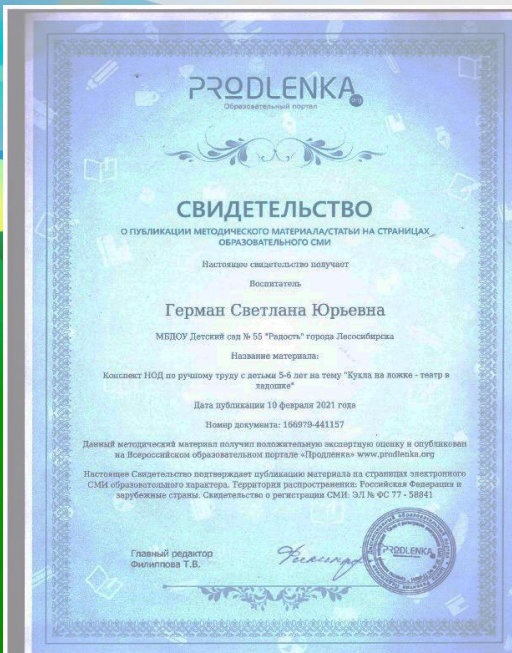 PRODLENKA
.org
Образовательный портал
СВИДЕТЕЛЬСТВО
О ПУБЛИКАЦИИ МЕТОДИЧЕСКОГО МАТЕРИАЛА/СТАТЬИ НА СТРАНИЦАХ
ОБРАЗОВАТЕЛЬНОГО СМИ
Настоящее свидетельство получает
Воспитатель
Герман Светлана Юрьевна
МБДОУ Детский сад № 55 "Радость" города Лесосибирска
Название материала:
Конспект НОД по ручному труду с детьми 5-6 лет на тему "Кукла на ложке - театр в
ладошке"
Дата публикации 10 февраля 2021 года
Номер документа: 166979-441157
Данный методический материал получил положительную экспертную оценку и опубликован
на Всероссийском образовательном портале «Продленка» www.prodlenka.org
Настоящее Свидетельство подтверждает публикацию материала на страницах электронного
СМИ образовательного характера. Территория распространения: Российская Федерация и
зарубежные страны. Свидетельство о регистрации СМИ: ЭЛ № ФС 77 - 58841
Главный редактор
Филиппова Т.В.
PRODLENKA